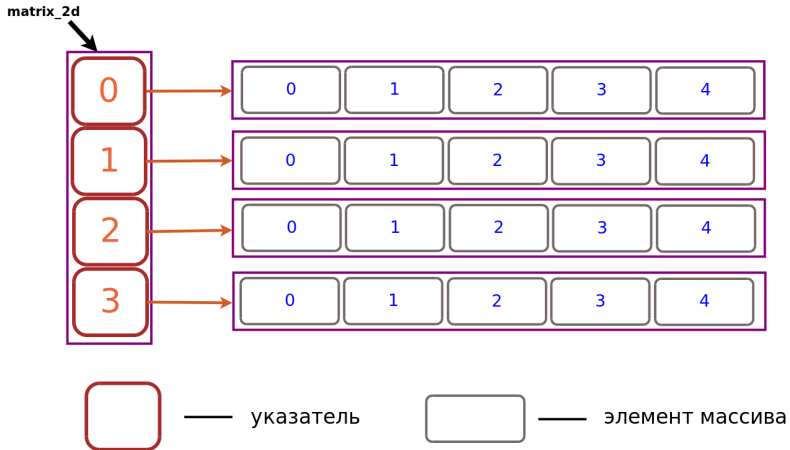 matrix_2d
0 0 1 2 3 4
1 0 1 2 3 4
2 0 1 2 3 4
3 0 1 2 3 4
указатель элемент массива